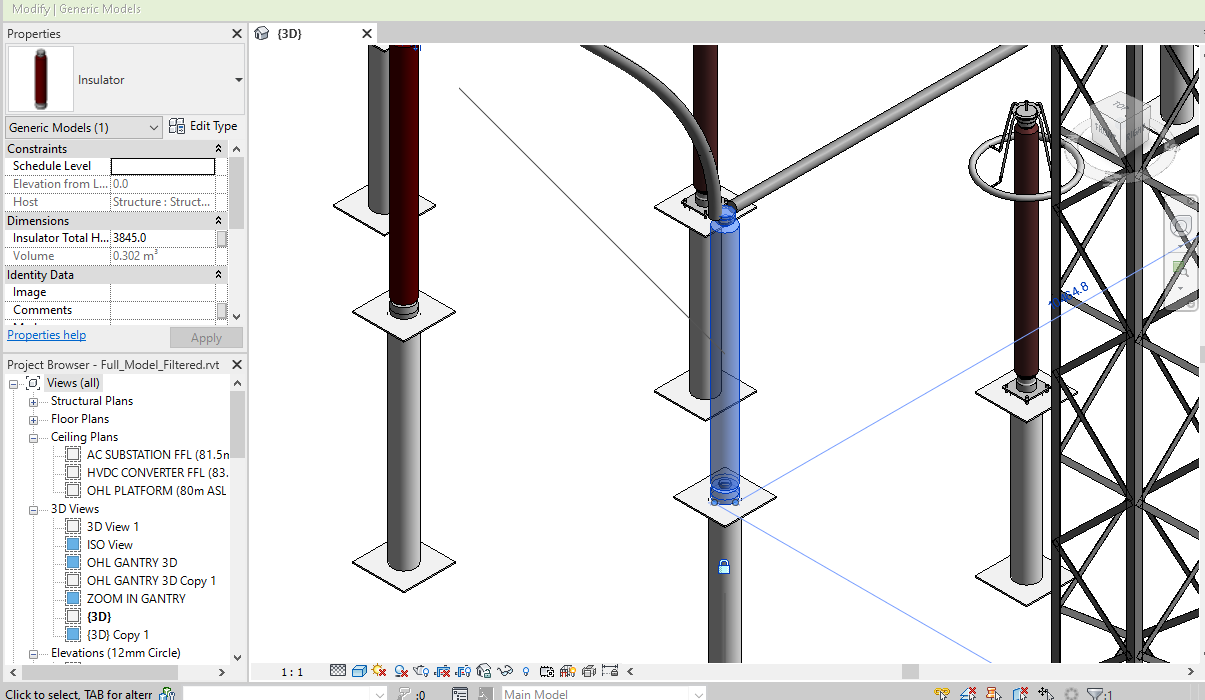 Modify | Generic Models
Properties
{3D}
Insulator
Generic Models (1)
Edit Type
Constraints
Schedule Level
Elevation from L... 0.0
Host Structure : Struct...
Dimensions
Insulator Total H... 3845.0
Volume 0.302 m³
Identity Data
Image
Comments
Properties help
Apply
Project Browser - Full_Model_Filtered.rvt
Views (all)
Structural Plans
Floor Plans
Ceiling Plans
AC SUBSTATION FFL (81.5m
HVDC CONVERTER FFL (83.
OHL PLATFORM (80m ASL
3D Views
3D View 1
ISO View
OHL GANTRY 3D
OHL GANTRY 3D Copy 1
ZOOM IN GANTRY
{3D}
{3D} Copy 1
Elevations (12mm Circle)
TOP
1 : 1
Click to select, TAB for altern
:0
Main Model
:1